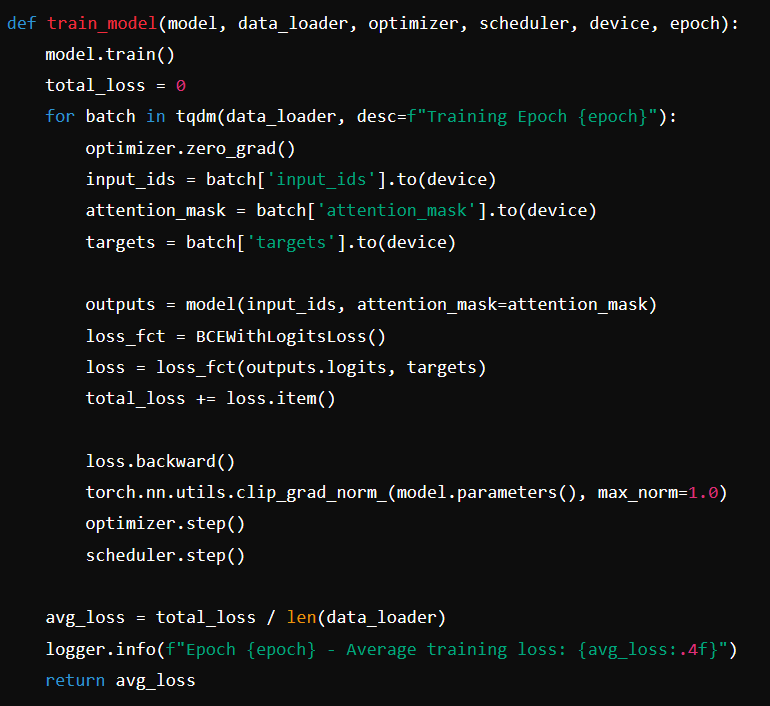 def train_model(model, data_loader, optimizer, scheduler, device, epoch):
    model.train()
    total_loss = 0
    for batch in tqdm(data_loader, desc=f"Training Epoch {epoch}"):
        optimizer.zero_grad()
        input_ids = batch['input_ids'].to(device)
        attention_mask = batch['attention_mask'].to(device)
        targets = batch['targets'].to(device)

        outputs = model(input_ids, attention_mask=attention_mask)
        loss_fct = BCEWithLogitsLoss()
        loss = loss_fct(outputs.logits, targets)
        total_loss += loss.item()

        loss.backward()
        torch.nn.utils.clip_grad_norm_(model.parameters(), max_norm=1.0)
        optimizer.step()
        scheduler.step()

    avg_loss = total_loss / len(data_loader)
    logger.info(f"Epoch {epoch} - Average training loss: {avg_loss:.4f}")
    return avg_loss